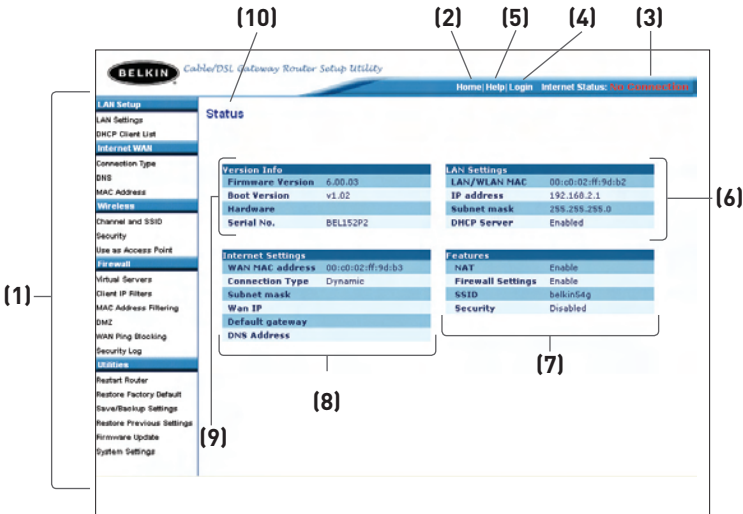 (10)
(2)
(5)
(4)
(3)
BELKIN
Cable/DSL Gateway Router Setup Utility
Home|Help|Login Internet Status: No Connection
(1)
LAN Setup
LAN Settings
DHCP Client List
Internet WAN
Connection Type
DNS
MAC Address
Wireless
Channel and SSID
Security
Use as Access Point
Firewall
Virtual Servers
Client IP Filters
MAC Address Filtering
DMZ
WAN Ping Blocking
Security Log
Utilities
Restart Router
Restore Factory Default
Save/Backup Settings
Restore Previous Settings
Firmware Update
System Settings
Status
Version Info
Firmware Version 6.00.03
Boot Version v1.02
Hardware
Serial No. BEL152P2
(9)
LAN Settings
LAN/WLAN MAC 00:c0:02:ff:9d:b2
IP address 192.168.2.1
Subnet mask 255.255.255.0
DHCP Server Enabled
(6)
Internet Settings
WAN MAC address 00:c0:02:ff:9d:b3
Connection Type Dynamic
Subnet mask
Wan IP
Default gateway
DNS Address
(8)
Features
NAT Enable
Firewall Settings Enable
SSID belkin54g
Security Disabled
(7)